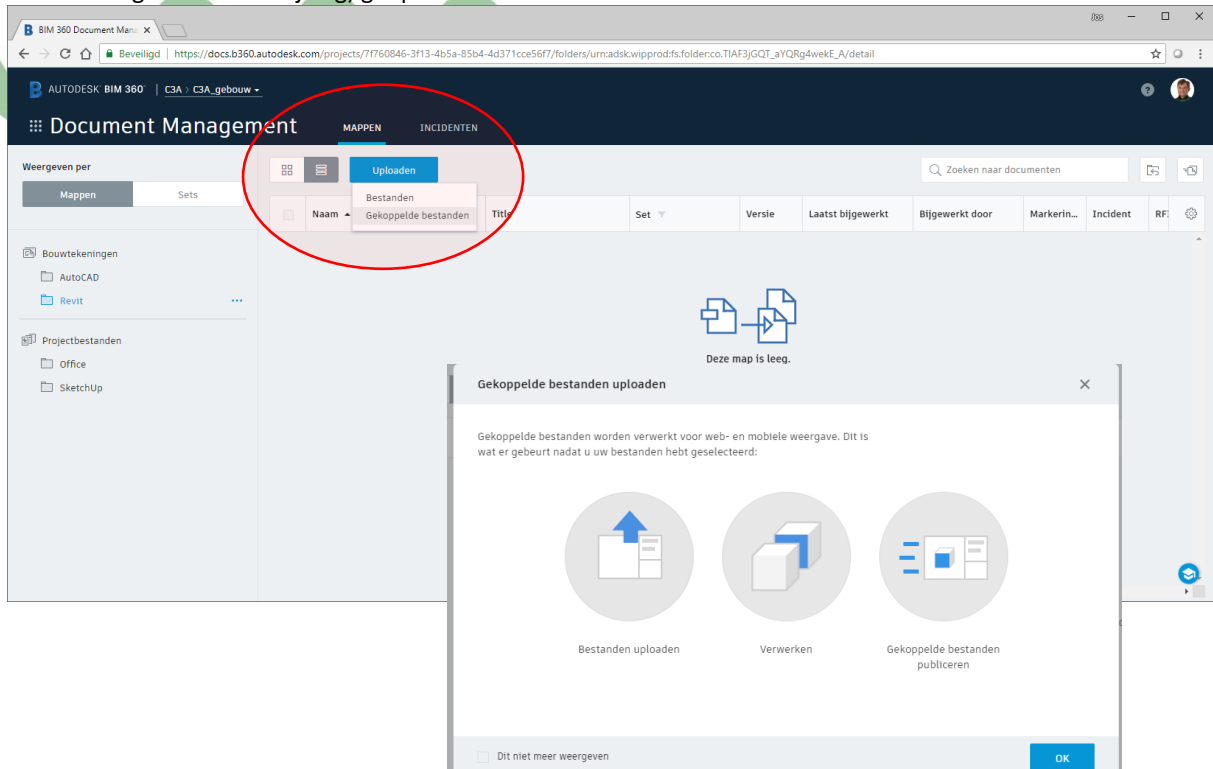 BIM 360 Document Mana
Beveiligd | https://docs.b360.autodesk.com/projects/7f760846-3f13-4b5a-85b4-4d371cce56f7/folders/urn:adsk.wipprod:fs.folder:co.TIAF3jGQT_aYQRg4wekE_A/detail
AUTODESK® BIM 360° | C3A > C3A_gebouw
Document Management MAPPEN INCIDENTEN
Weergeven per
Mappen Sets
Uploaden
Zoeken naar documenten
Bestanden
Gekoppelde bestanden
Naam Title Set Versie Laatst bijgewerkt Bijgewerkt door Markerin... Incident RF
Bouwtekeningen
AutoCAD
Revit ...
Projectbestanden
Office
SketchUp
Deze map is leeg.
Gekoppelde bestanden uploaden
Gekoppelde bestanden worden verwerkt voor web- en mobiele weergave. Dit is
wat er gebeurt nadat u uw bestanden hebt geselecteerd:
Bestanden uploaden
Verwerken
Gekoppelde bestanden
publiceren
Dit niet meer weergeven
OK